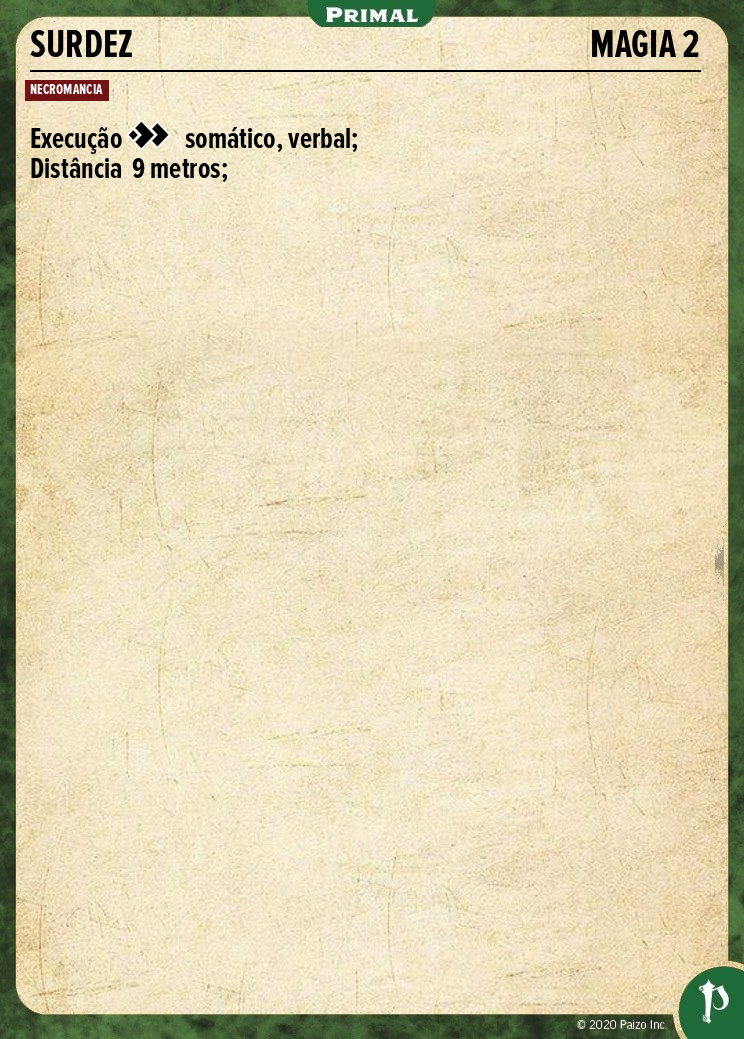 PRIMAL
SURDEZ MAGIA 2
NECROMANCIA
Execução somático, verbal;
Distância 9 metros;
© 2020 Paizo Inc.
P